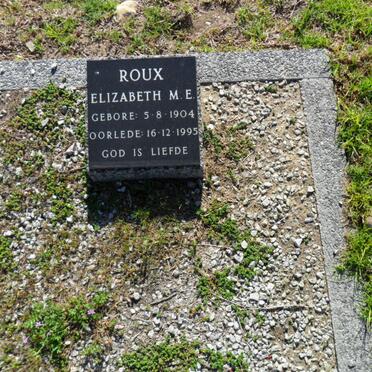 ROUX
ELIZABETH M.E.
GEBORE: 5·8·1904
OORLEDE: 16·12·1995
GOD IS LIEFDE